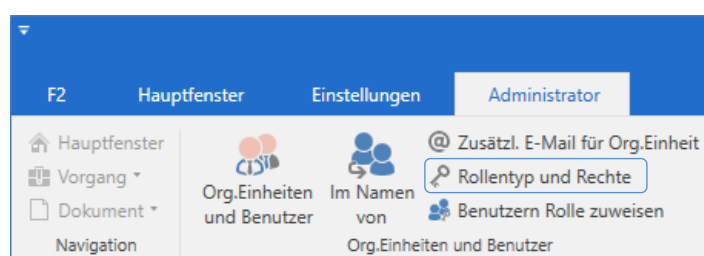 F2 Hauptfenster Einstellungen Administrator
Hauptfenster
Vorgang
Dokument
Navigation
Org.Einheiten
und Benutzer
Im Namen
von
@ Zusätzl. E-Mail für Org.Einheit
Rollentyp und Rechte
Benutzern Rolle zuweisen
Org.Einheiten und Benutzer